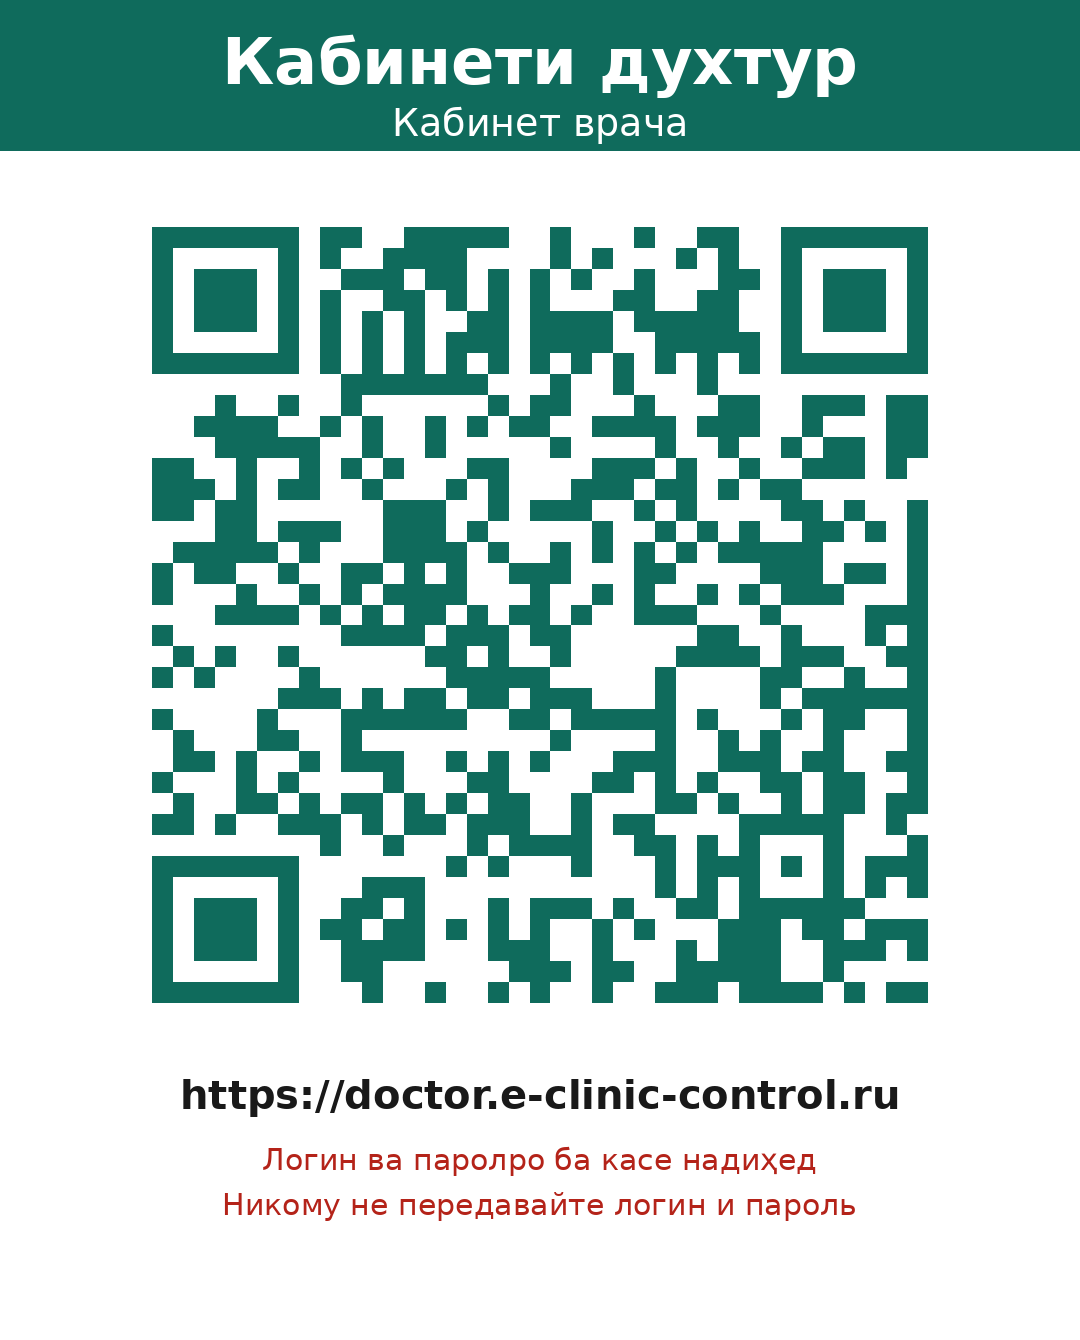 Кабинети духтур
Кабинет врача
https://doctor.e-clinic-control.ru
Логин ва паролро ба касе надиҳед
Никому не передавайте логин и пароль